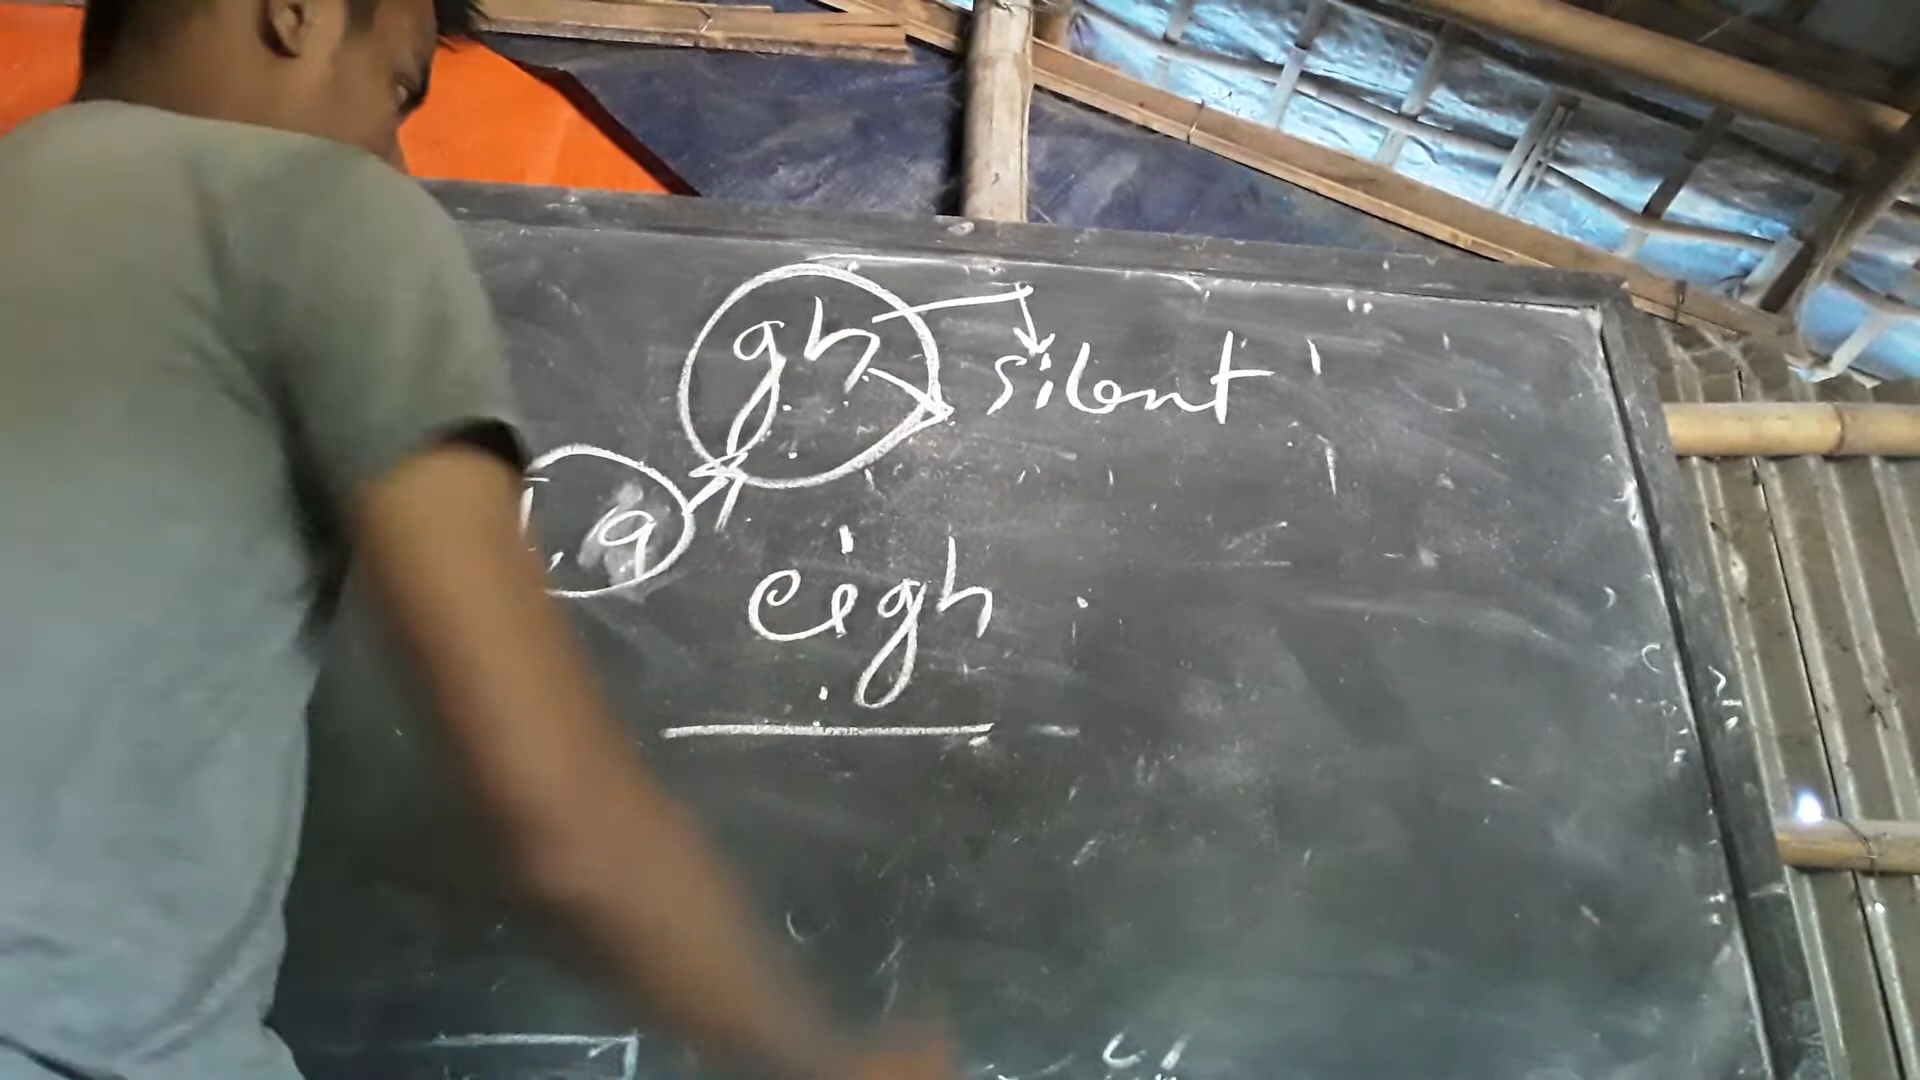 gh silent
, a
eigh